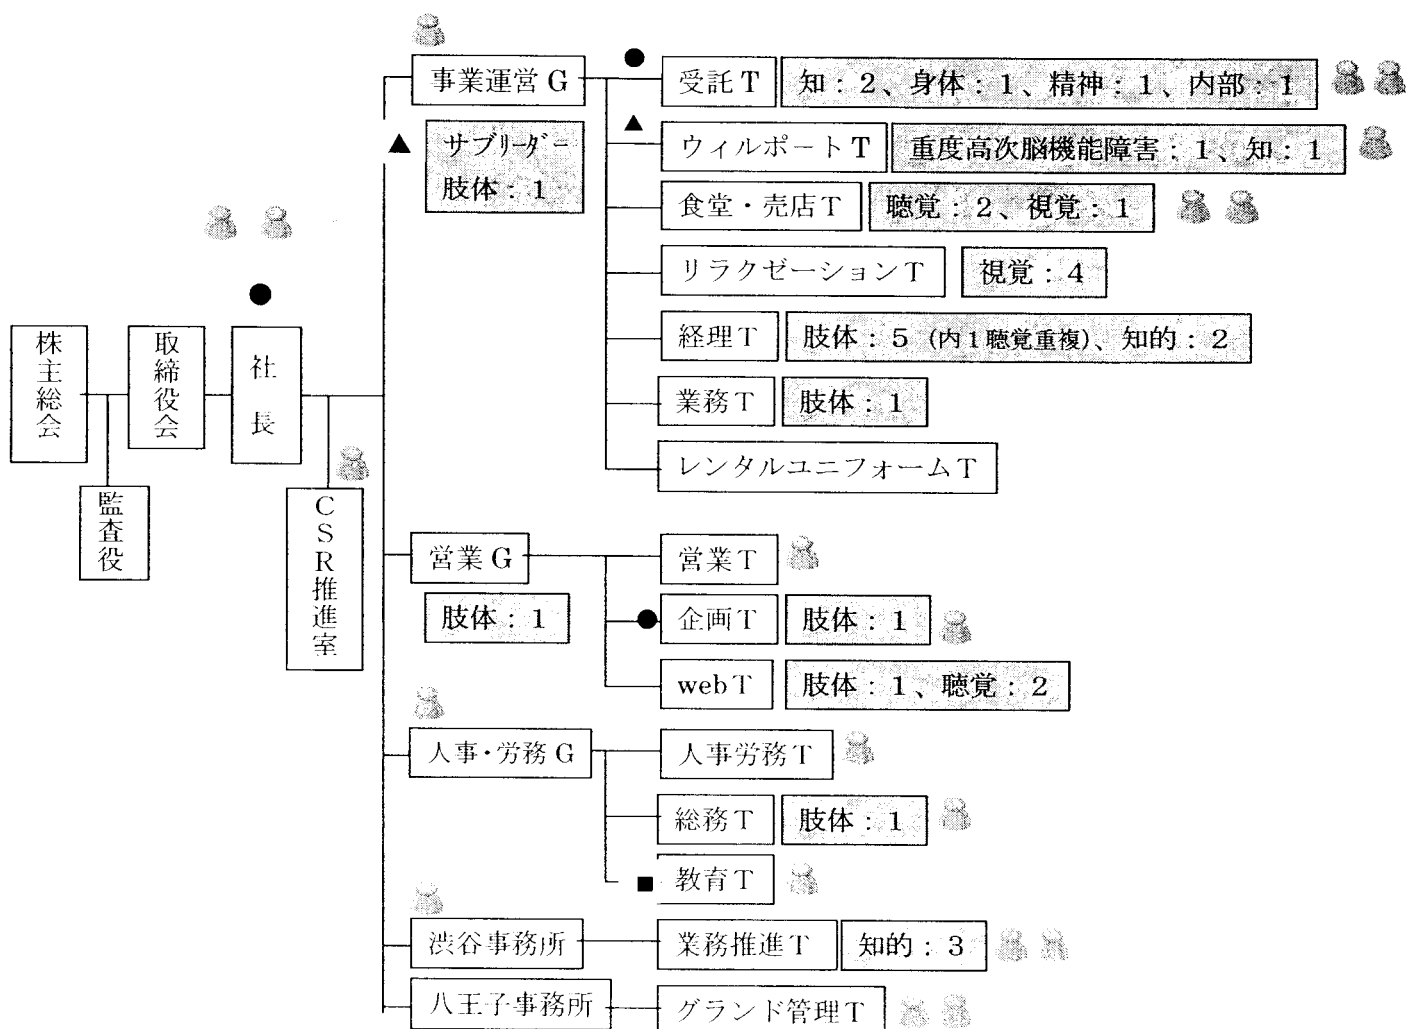 事業運営G
受託T
知：2、身体：1、精神：1、内部：1
サブリーダー
肢体：1
ウィルポートT
重度高次脳機能障害：1、知：1
食堂・売店T
聴覚：2、視覚：1
リラクゼーションT
視覚：4
経理T
肢体：5（内1聴覚重複）、知的：2
業務T
肢体：1
レンタルユニフォームT
株主総会
取締役会
社長
監査役
CSR推進室
営業G
肢体：1
営業T
企画T
肢体：1
webT
肢体：1、聴覚：2
人事・労務G
人事労務T
総務T
肢体：1
教育T
渋谷事務所
業務推進T
知的：3
八王子事務所
グランド管理T